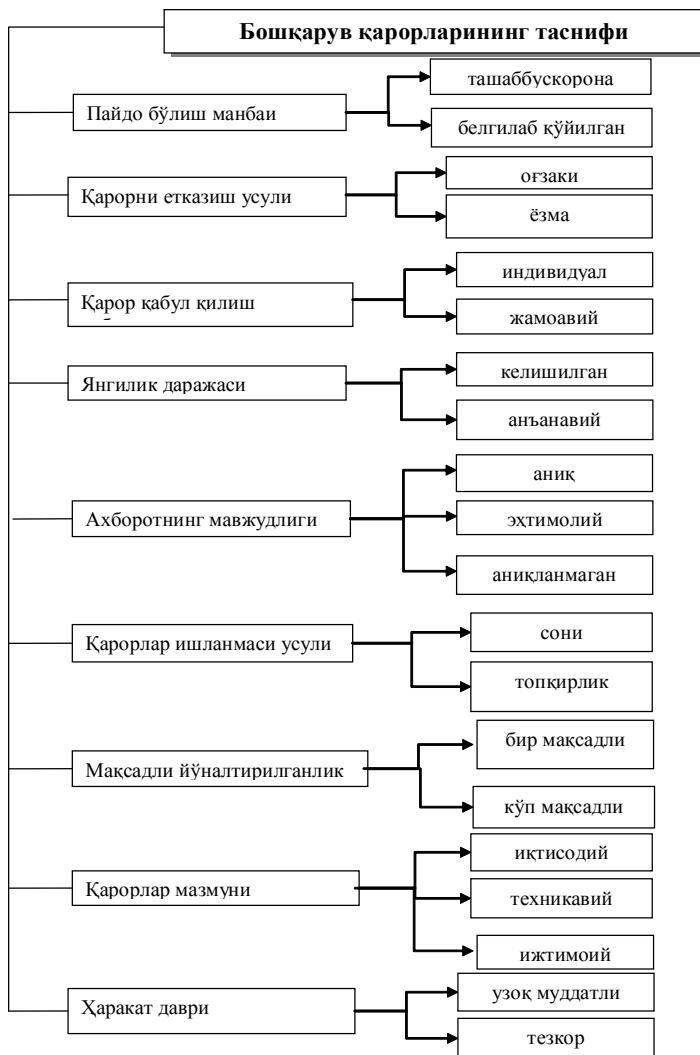 Бошқарув қарорларининг таснифи
Пайдо бўлиш манбаи
ташаббускорона
белгилаб қўйилган
Қарорни етказиш усули
оғзаки
ёзма
Қарор қабул қилиш
индивидуал
жамоавий
Янгилик даражаси
келишилган
анъанавий
Ахборотнинг мавжудлиги
аниқ
эҳтимолий
аниқланмаган
Қарорлар ишланмаси усули
сони
топқирлик
Мақсадли йўналтирилганлик
бир мақсадли
кўп мақсадли
Қарорлар мазмуни
иқтисодий
техникавий
ижтимоий
Ҳаракат даври
узоқ муддатли
тезкор